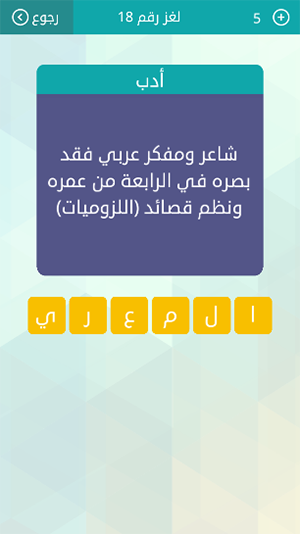 رجوع لغز رقم 18 5
أدب
شاعر ومفكر عربي فقد
بصره في الرابعة من عمره
ونظم قصائد (اللزوميات)
ا ل م ع ر ي